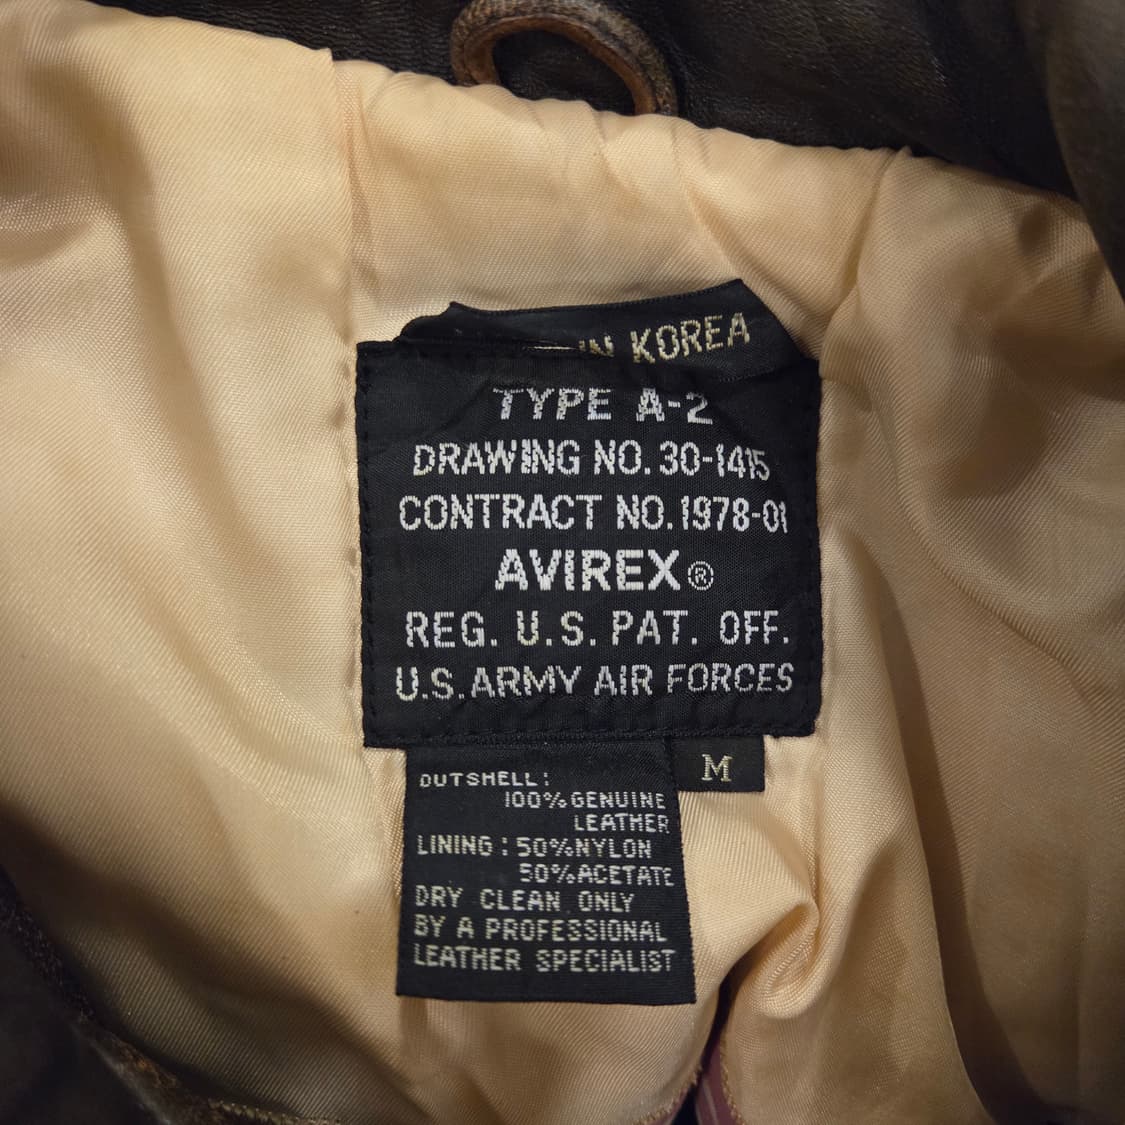 IN KOREA
TYPE A-2
DRAWING NO. 30-1415
CONTRACT NO. 1978-01
AVIREX®
REG. U.S. PAT. OFF.
U.S. ARMY AIR FORCES
M
OUTSHELL:
100% GENUINE
LEATHER
LINING: 50% NYLON
50% ACETATE
DRY CLEAN ONLY
BY A PROFESSIONAL
LEATHER SPECIALIST